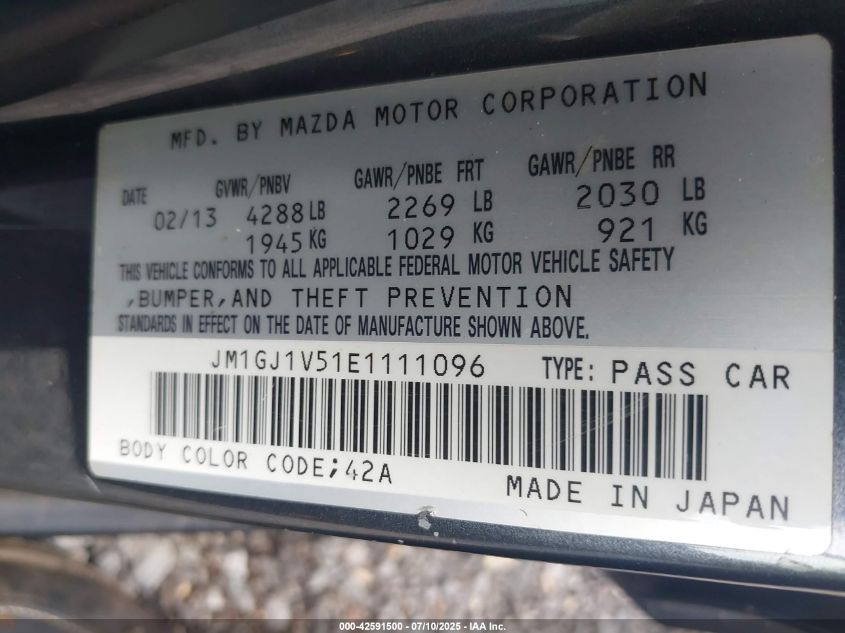 MFD. BY MAZDA MOTOR CORPORATION
DATE GVWR/PNBV GAWR/PNBE FRT GAWR/PNBE RR
02/13 4288 LB 2269 LB 2030 LB
1945 KG 1029 KG 921 KG
THIS VEHICLE CONFORMS TO ALL APPLICABLE FEDERAL MOTOR VEHICLE SAFETY
,BUMPER,AND THEFT PREVENTION
STANDARDS IN EFFECT ON THE DATE OF MANUFACTURE SHOWN ABOVE.
JM1GJ1V51E1111096 TYPE: PASS CAR
BODY COLOR CODE;42A
MADE IN JAPAN
000-42591500 - 07/10/2025 - IAA Inc.